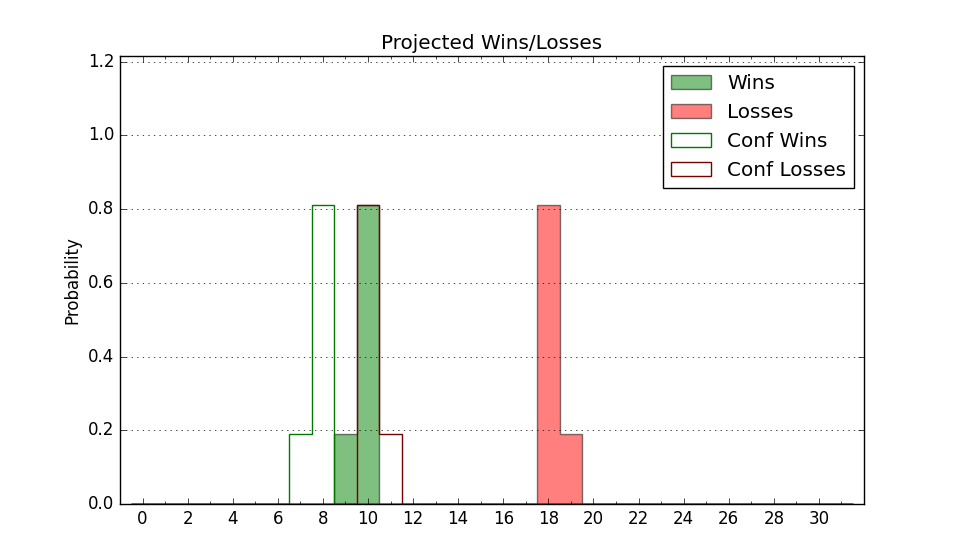 Projected Wins/Losses
1.2
1.0
0.8
0.6
0.4
0.2
0.0
Probability
Wins
Losses
Conf Wins
Conf Losses
0 2 4 6 8 10 12 14 16 18 20 22 24 26 28 30